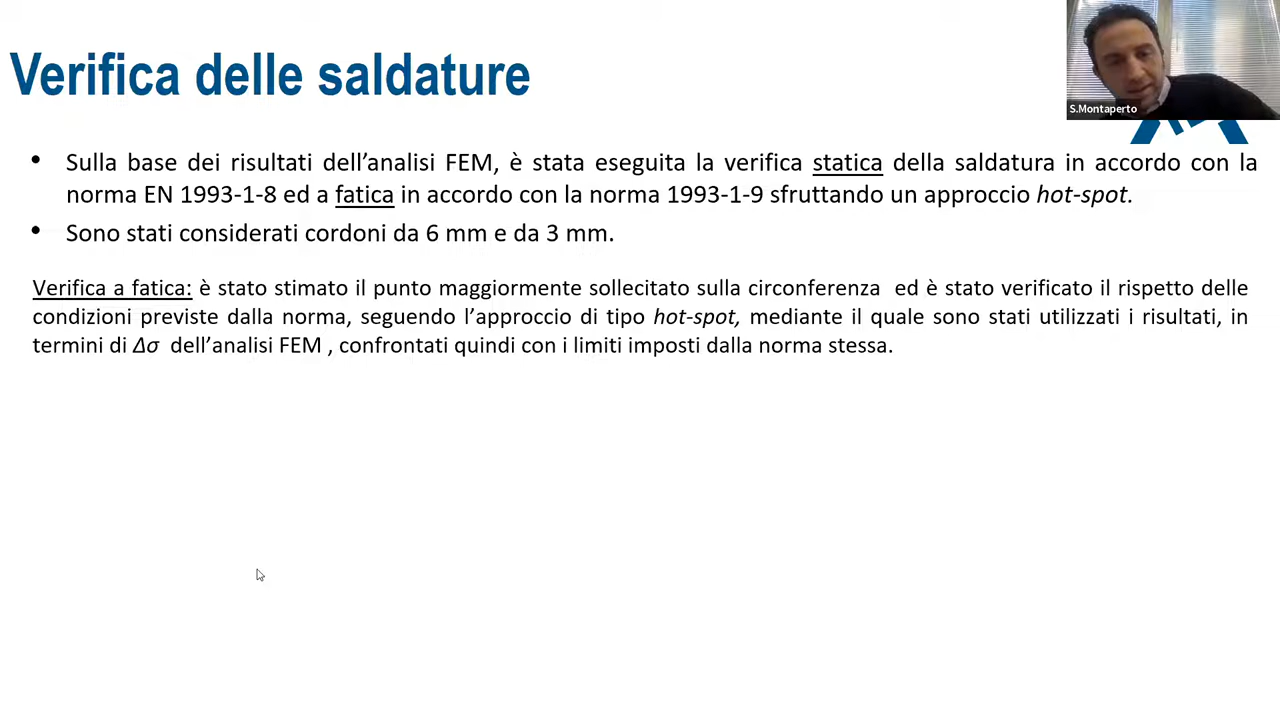 Verifica delle saldature
S.Montaperto
• Sulla base dei risultati dell’analisi FEM, è stata eseguita la verifica statica della saldatura in accordo con la
norma EN 1993-1-8 ed a fatica in accordo con la norma 1993-1-9 sfruttando un approccio hot-spot.
• Sono stati considerati cordoni da 6 mm e da 3 mm.
Verifica a fatica: è stato stimato il punto maggiormente sollecitato sulla circonferenza ed è stato verificato il rispetto delle
condizioni previste dalla norma, seguendo l’approccio di tipo hot-spot, mediante il quale sono stati utilizzati i risultati, in
termini di Δσ dell’analisi FEM , confrontati quindi con i limiti imposti dalla norma stessa.